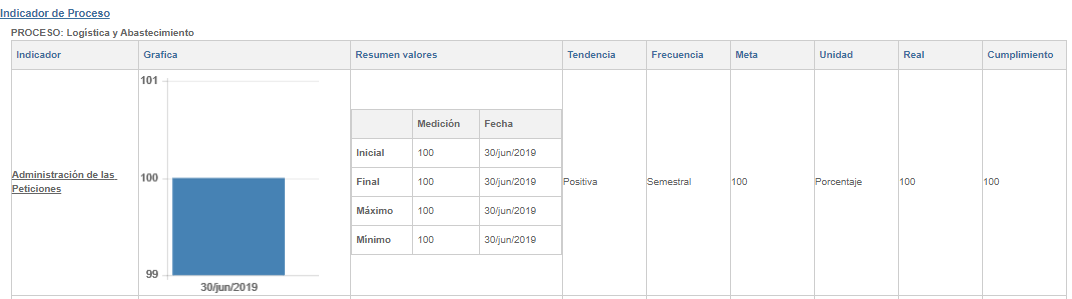 Indicador de Proceso
PROCESO: Logística y Abastecimiento
Indicador Grafica Resumen valores Tendencia Frecuencia Meta Unidad Real Cumplimiento
101
Medición Fecha
Inicial 100 30/jun/2019
Administración de las
Peticiones
100
Final 100 30/jun/2019
Positiva Semestral 100 Porcentaje 100 100
Máximo 100 30/jun/2019
Mínimo 100 30/jun/2019
99
30/jun/2019